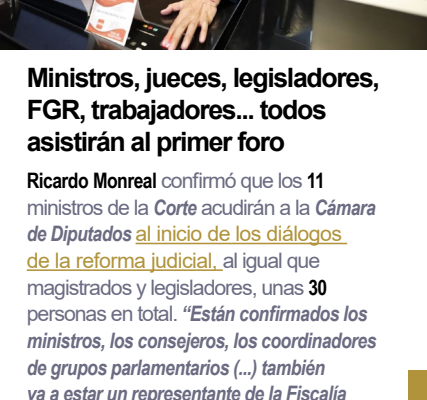 Ministros, jueces, legisladores,
FGR, trabajadores... todos
asistirán al primer foro
Ricardo Monreal confirmó que los 11
ministros de la Corte acudirán a la Cámara
de Diputados al inicio de los diálogos
de la reforma judicial, al igual que
magistrados y legisladores, unas 30
personas en total. “Están confirmados los
ministros, los consejeros, los coordinadores
de grupos parlamentarios (...) también
va a estar un representante de la Fiscalía